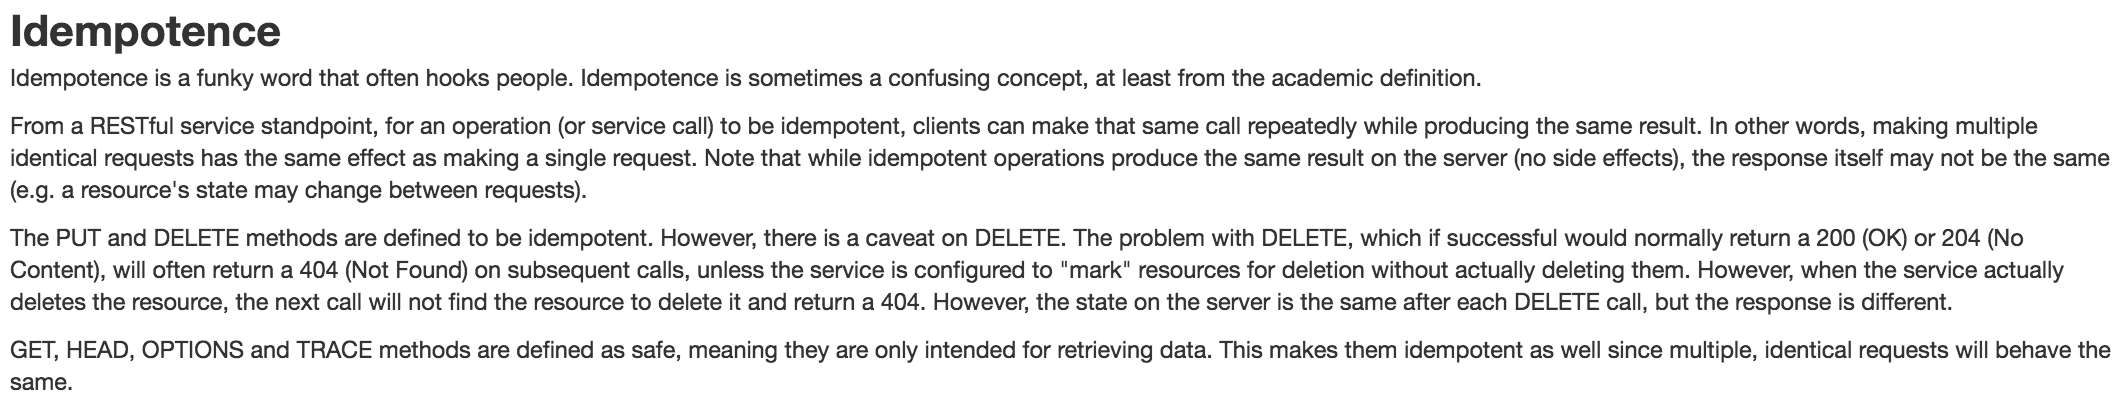 Idempotence
Idempotence is a funky word that often hooks people. Idempotence is sometimes a confusing concept, at least from the academic definition.
From a RESTful service standpoint, for an operation (or service call) to be idempotent, clients can make that same call repeatedly while producing the same result. In other words, making multiple
identical requests has the same effect as making a single request. Note that while idempotent operations produce the same result on the server (no side effects), the response itself may not be the same
(e.g. a resource's state may change between requests).
The PUT and DELETE methods are defined to be idempotent. However, there is a caveat on DELETE. The problem with DELETE, which if successful would normally return a 200 (OK) or 204 (No
Content), will often return a 404 (Not Found) on subsequent calls, unless the service is configured to "mark" resources for deletion without actually deleting them. However, when the service actually
deletes the resource, the next call will not find the resource to delete it and return a 404. However, the state on the server is the same after each DELETE call, but the response is different.
GET, HEAD, OPTIONS and TRACE methods are defined as safe, meaning they are only intended for retrieving data. This makes them idempotent as well since multiple, identical requests will behave the
same.